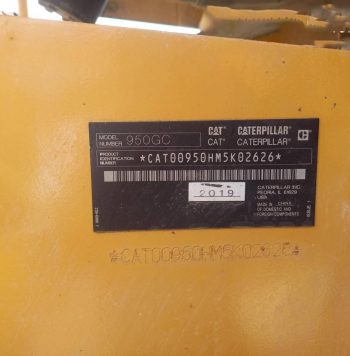 MODEL NUMBER 950GC CAT CATERPILLAR
CAT CATERPILLAR
PRODUCT IDENTIFICATION NUMBER *CAT00950HM5K02626*
2019
CATERPILLAR INC.
PEORIA, IL 61629
USA
MADE IN CHINA
OF DOMESTIC AND
FOREIGN COMPONENTS
*CAT00950HM5K02626*